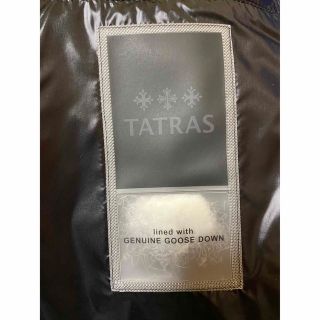 TATRAS
lined with
GENUINE GOOSE DOWN